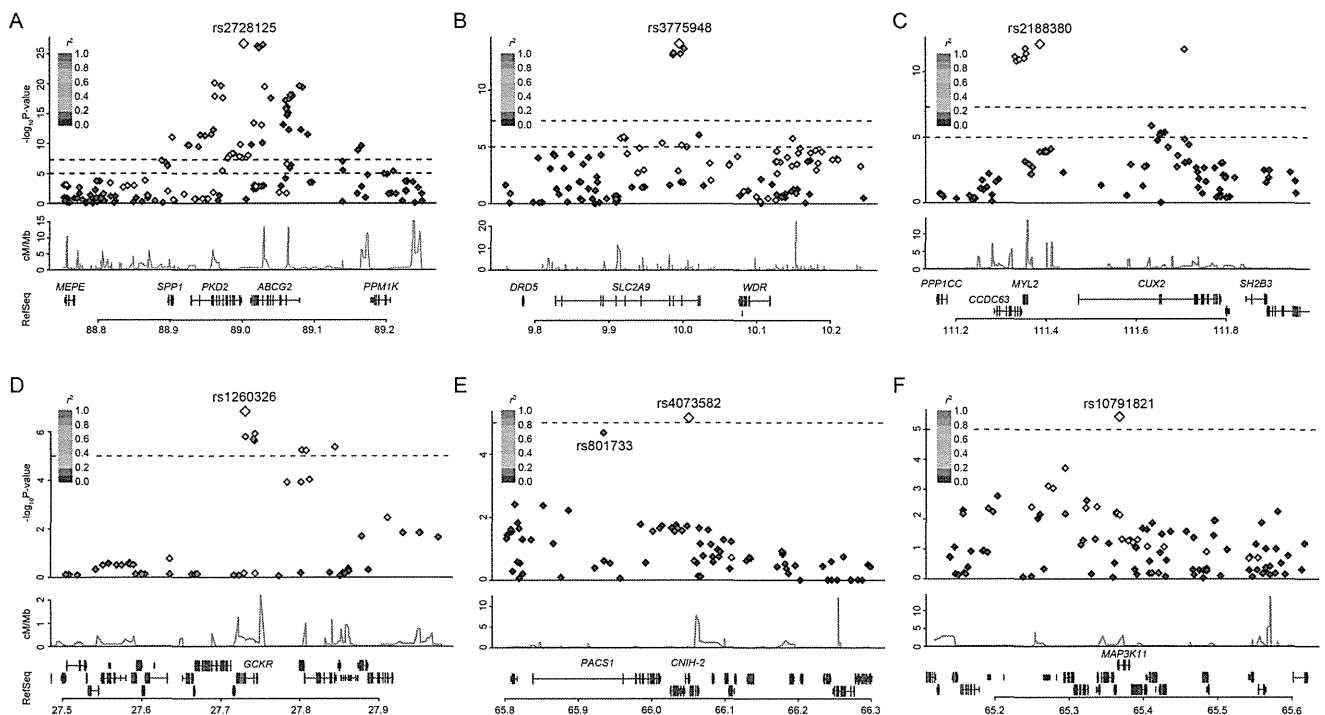 A
rs2728125
r²
1.0
0.8
0.6
0.4
0.2
0.0
25
20
15
10
5
0
-log₁₀P-value
15
10
5
0
cM/Mb
RefSeq
MEPE
SPP1
PKD2
ABCG2
PPM1K
88.8 88.9 89.0 89.1 89.2
B
rs3775948
r²
1.0
0.8
0.6
0.4
0.2
0.0
10
5
0
20
10
0
DRD5
SLC2A9
WDR
9.8 9.9 10.0 10.1 10.2
C
rs2188380
r²
1.0
0.8
0.6
0.4
0.2
0.0
10
5
0
10
5
0
PPP1CC
MYL2
CUX2
SH2B3
CCDC63
111.2 111.4 111.6 111.8
D
rs1260326
r²
1.0
0.8
0.6
0.4
0.2
0.0
6
4
2
0
-log₁₀P-value
2
1
0
cM/Mb
RefSeq
GCKR
27.5 27.6 27.7 27.8 27.9
E
rs4073582
rs801733
r²
1.0
0.8
0.6
0.4
0.2
0.0
4
2
0
10
5
0
PACS1
CNIH-2
65.8 65.9 66.0 66.1 66.2 66.3
F
rs10791821
r²
1.0
0.8
0.6
0.4
0.2
0.0
5
4
3
2
1
0
10
5
0
MAP3K11
65.2 65.3 65.4 65.5 65.6